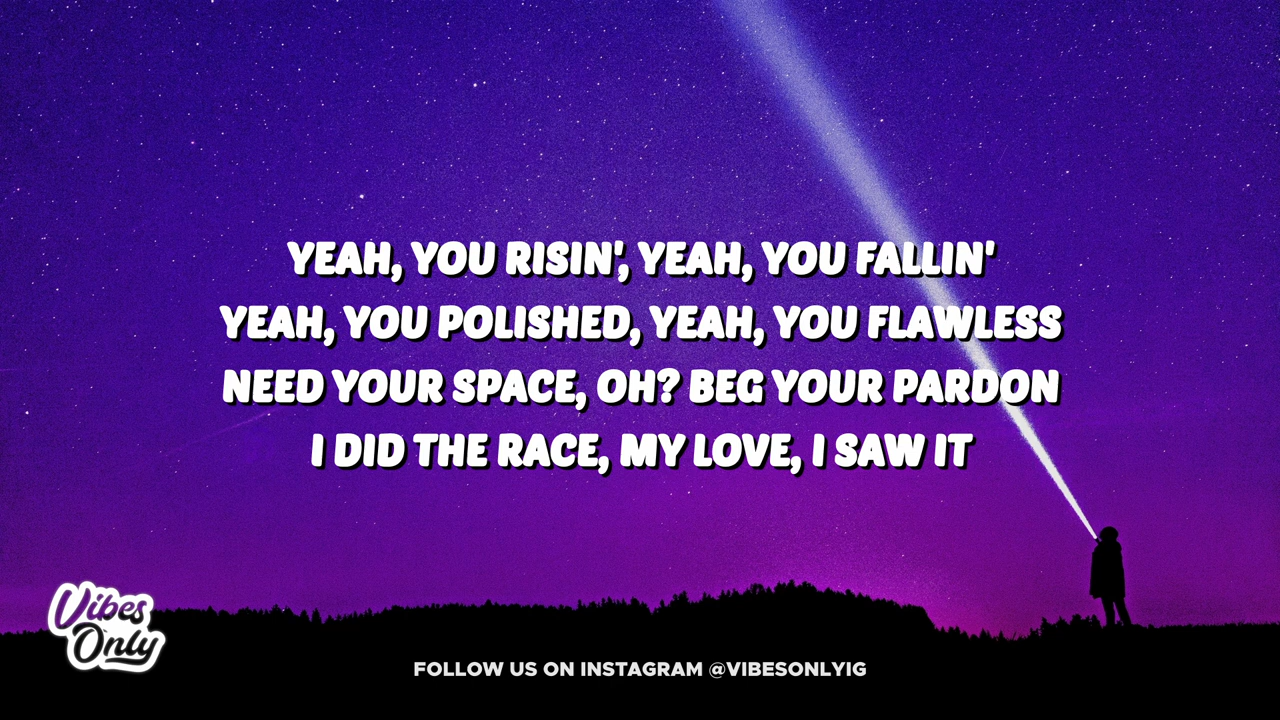 YEAH, YOU RISIN', YEAH, YOU FALLIN'
YEAH, YOU POLISHED, YEAH, YOU FLAWLESS
NEED YOUR SPACE, OH? BEG YOUR PARDON
I DID THE RACE, MY LOVE, I SAW IT
Vibes
Only
FOLLOW US ON INSTAGRAM @VIBESONLYIG